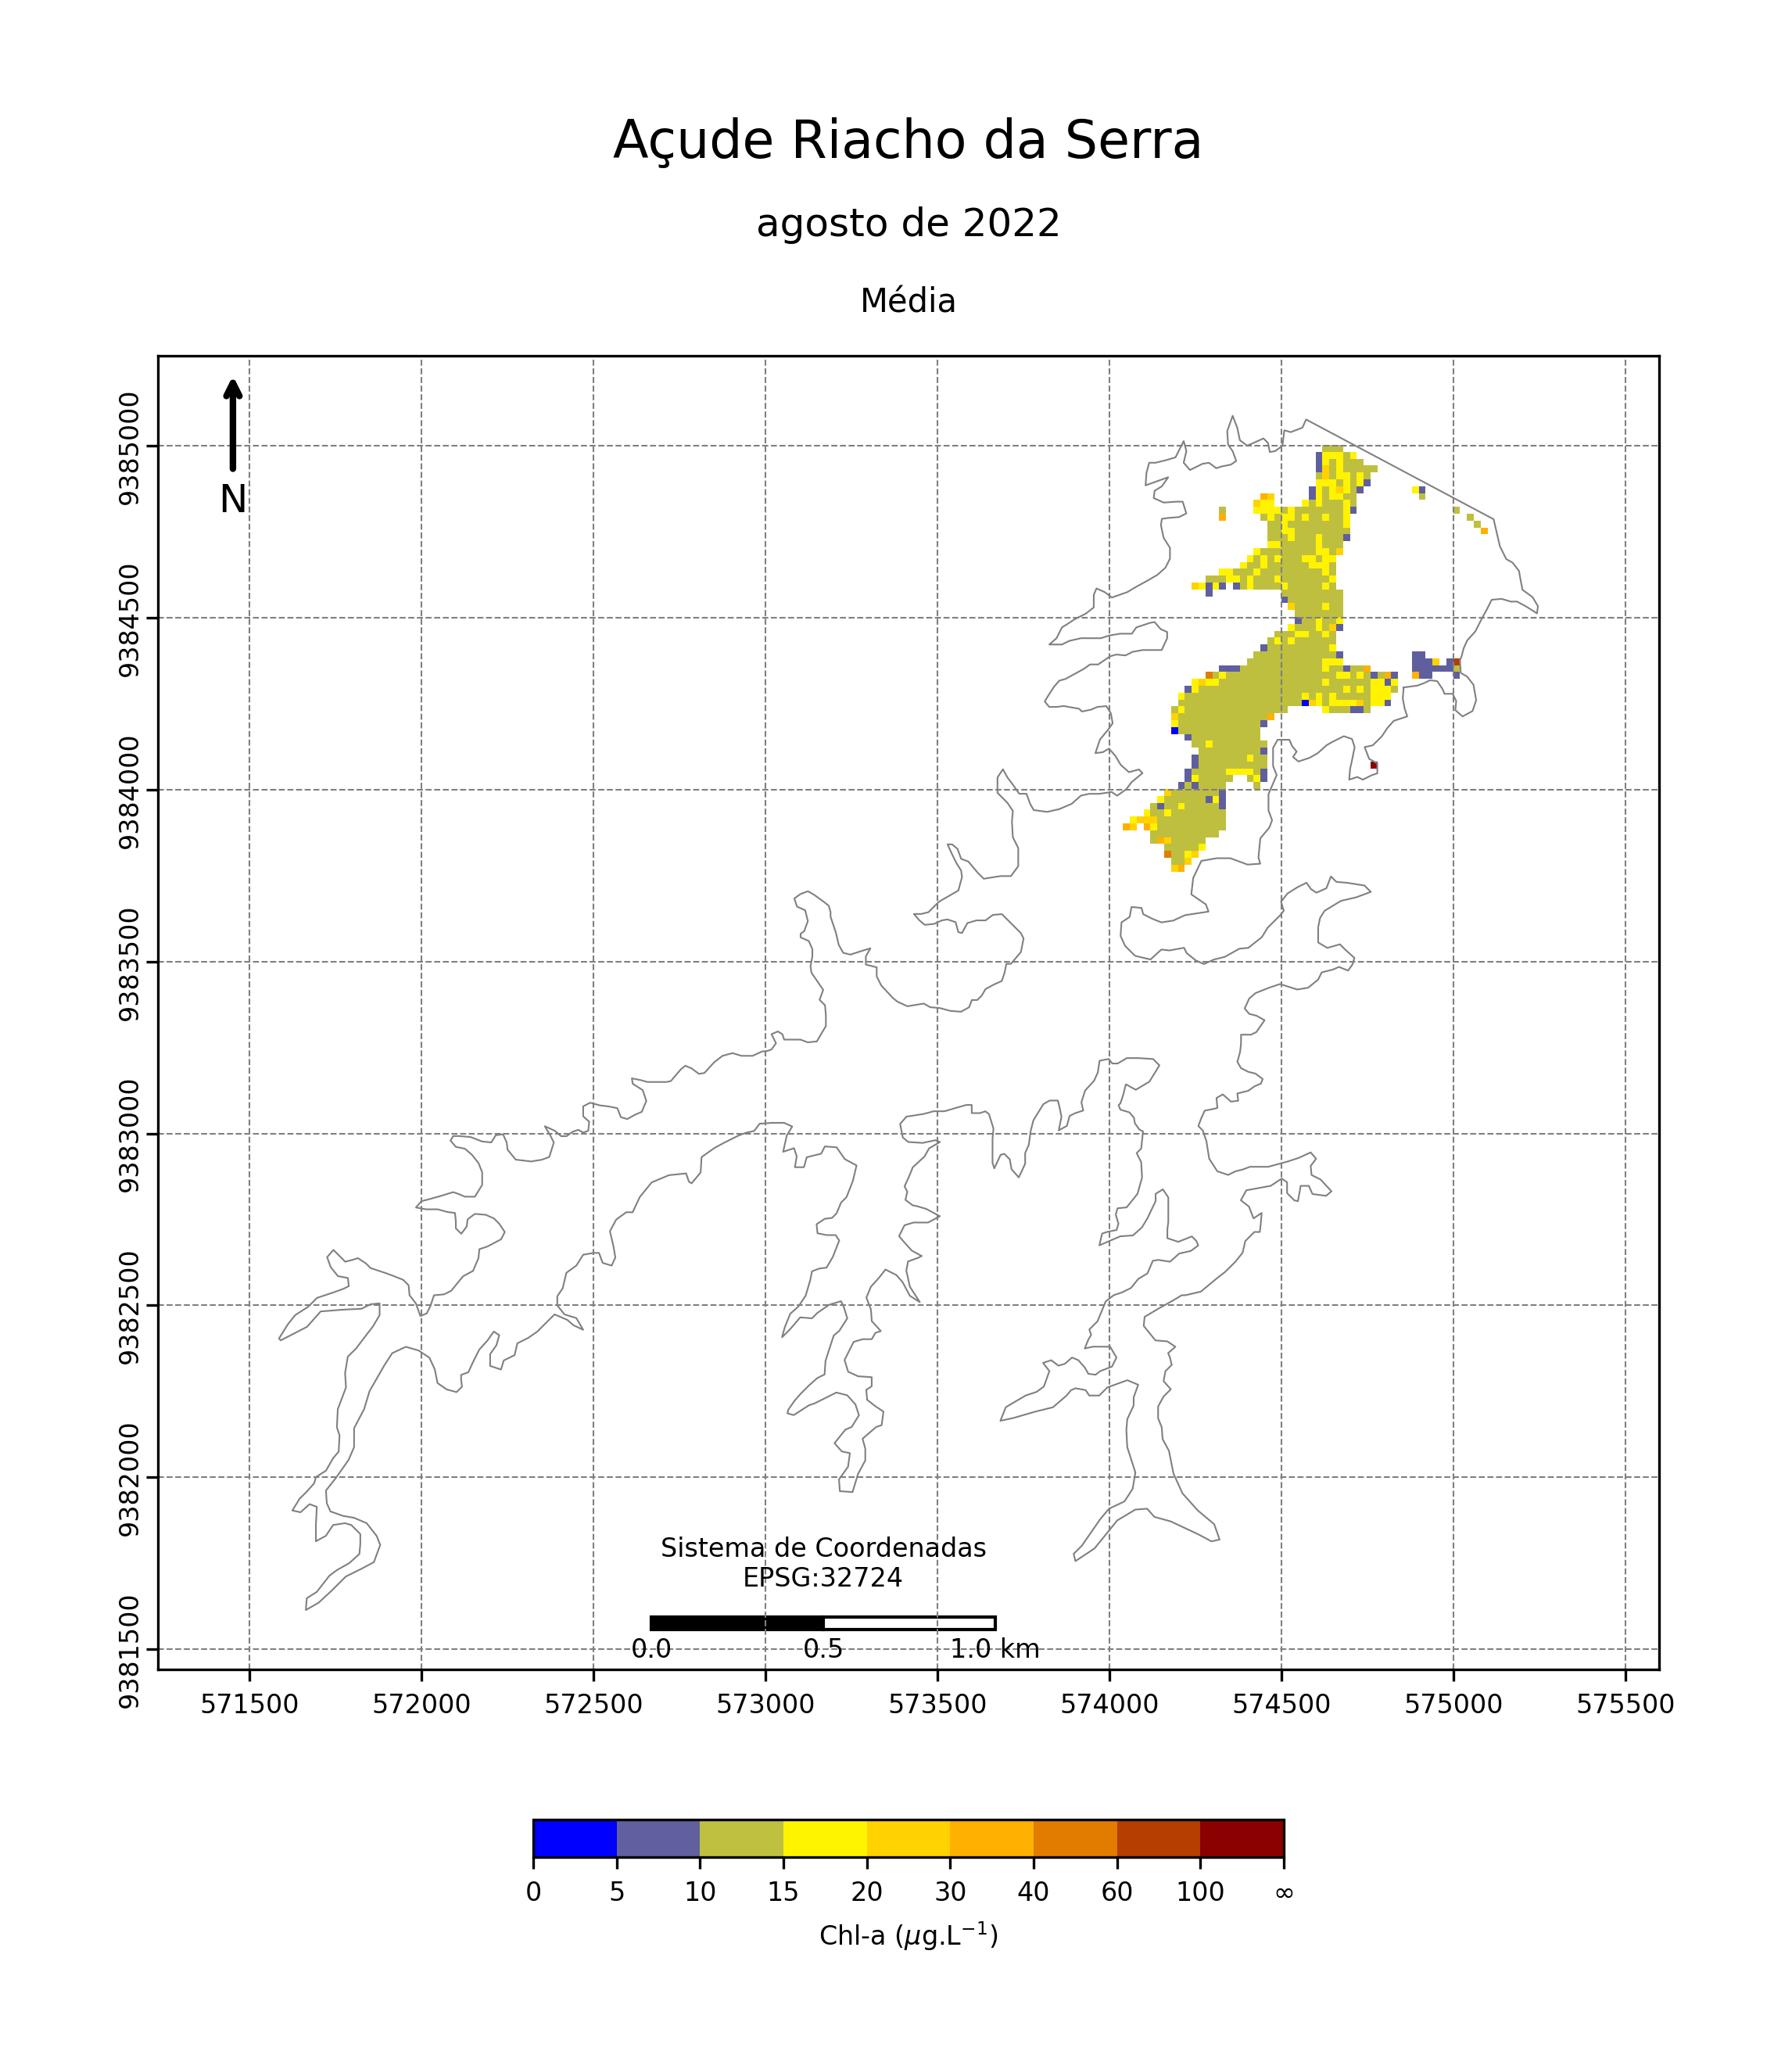 Açude Riacho da Serra
agosto de 2022
Média
N
9385000
9384500
9384000
9383500
9383000
9382500
9382000
9381500
Sistema de Coordenadas
EPSG:32724
0.0 0.5 1.0 km
571500 572000 572500 573000 573500 574000 574500 575000 575500
0 5 10 15 20 30 40 60 100 ∞
Chl-a (μg.L⁻¹)